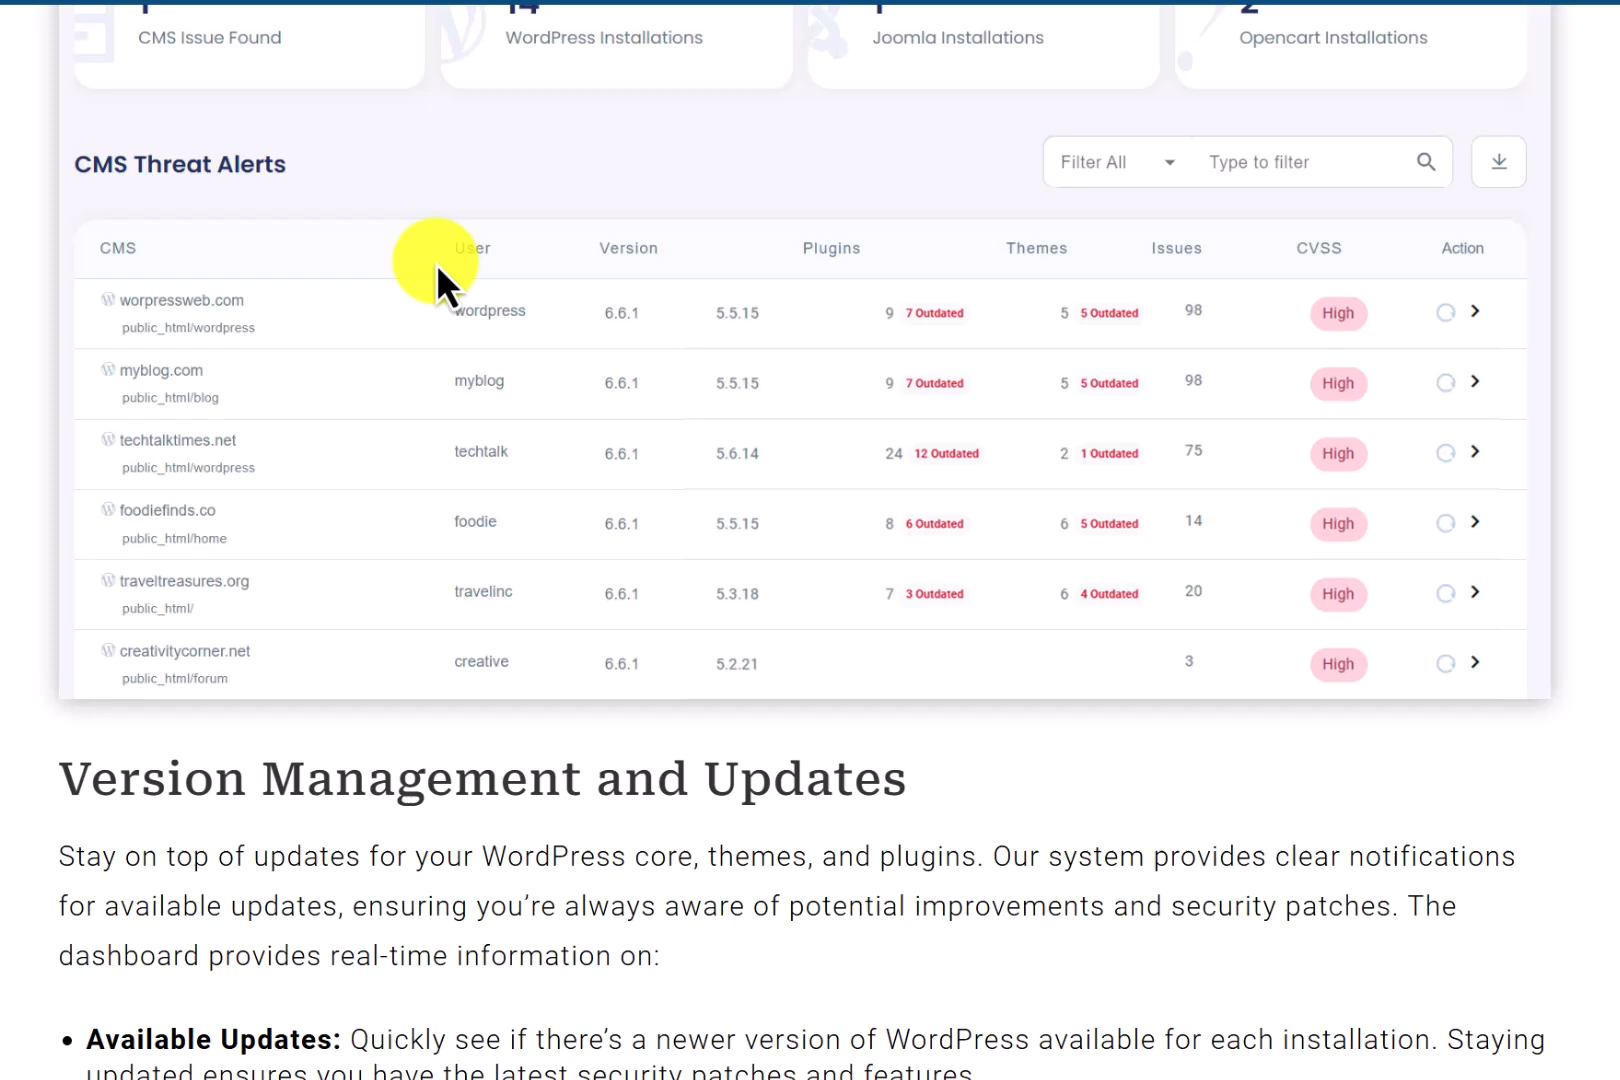 CMS Issue Found
WordPress Installations
Joomla Installations
Opencart Installations
CMS Threat Alerts
Filter All
Type to filter
CMS User Version Plugins Themes Issues CVSS Action
worpressweb.com
public_html/wordpress
wordpress 6.6.1 5.5.15 9 7 Outdated 5 5 Outdated 98 High
myblog.com
public_html/blog
myblog 6.6.1 5.5.15 9 7 Outdated 5 5 Outdated 98 High
techtalktimes.net
public_html/wordpress
techtalk 6.6.1 5.6.14 24 12 Outdated 2 1 Outdated 75 High
foodiefinds.co
public_html/home
foodie 6.6.1 5.5.15 8 6 Outdated 6 5 Outdated 14 High
traveltreasures.org
public_html/
travelinc 6.6.1 5.3.18 7 3 Outdated 6 4 Outdated 20 High
creativitycorner.net
public_html/forum
creative 6.6.1 5.2.21 3 High
Version Management and Updates
Stay on top of updates for your WordPress core, themes, and plugins. Our system provides clear notifications
for available updates, ensuring you’re always aware of potential improvements and security patches. The
dashboard provides real-time information on:
• Available Updates: Quickly see if there’s a newer version of WordPress available for each installation. Staying
updated ensures you have the latest security patches and features.